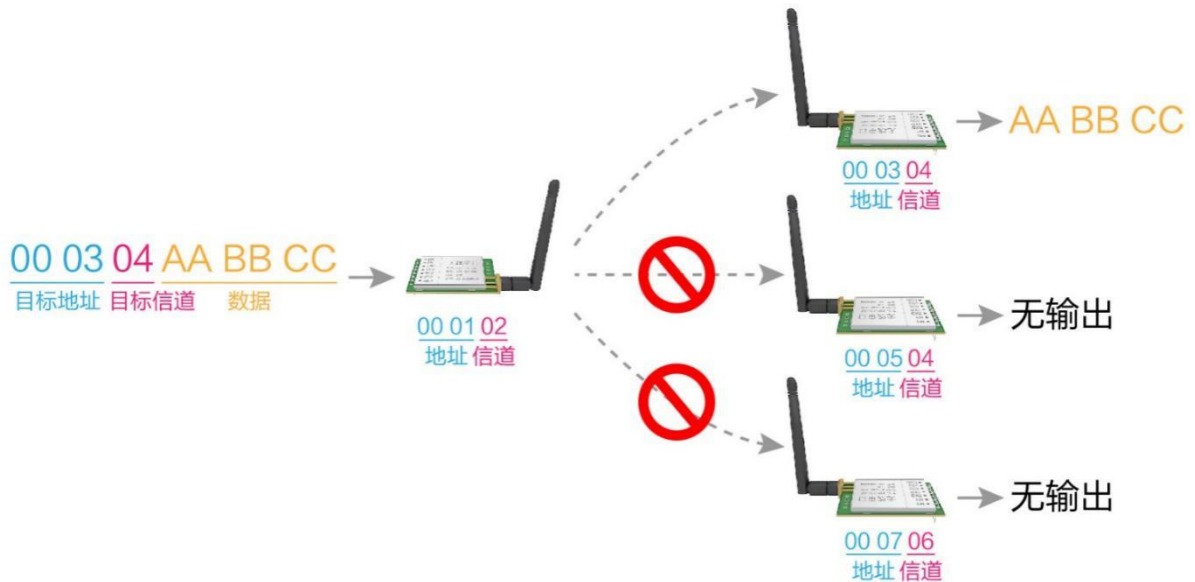 00 03 04 AA BB CC
目标地址 目标信道 数据
00 01 02
地址 信道
AA BB CC
00 03 04
地址 信道
无输出
00 05 04
地址 信道
无输出
00 07 06
地址 信道